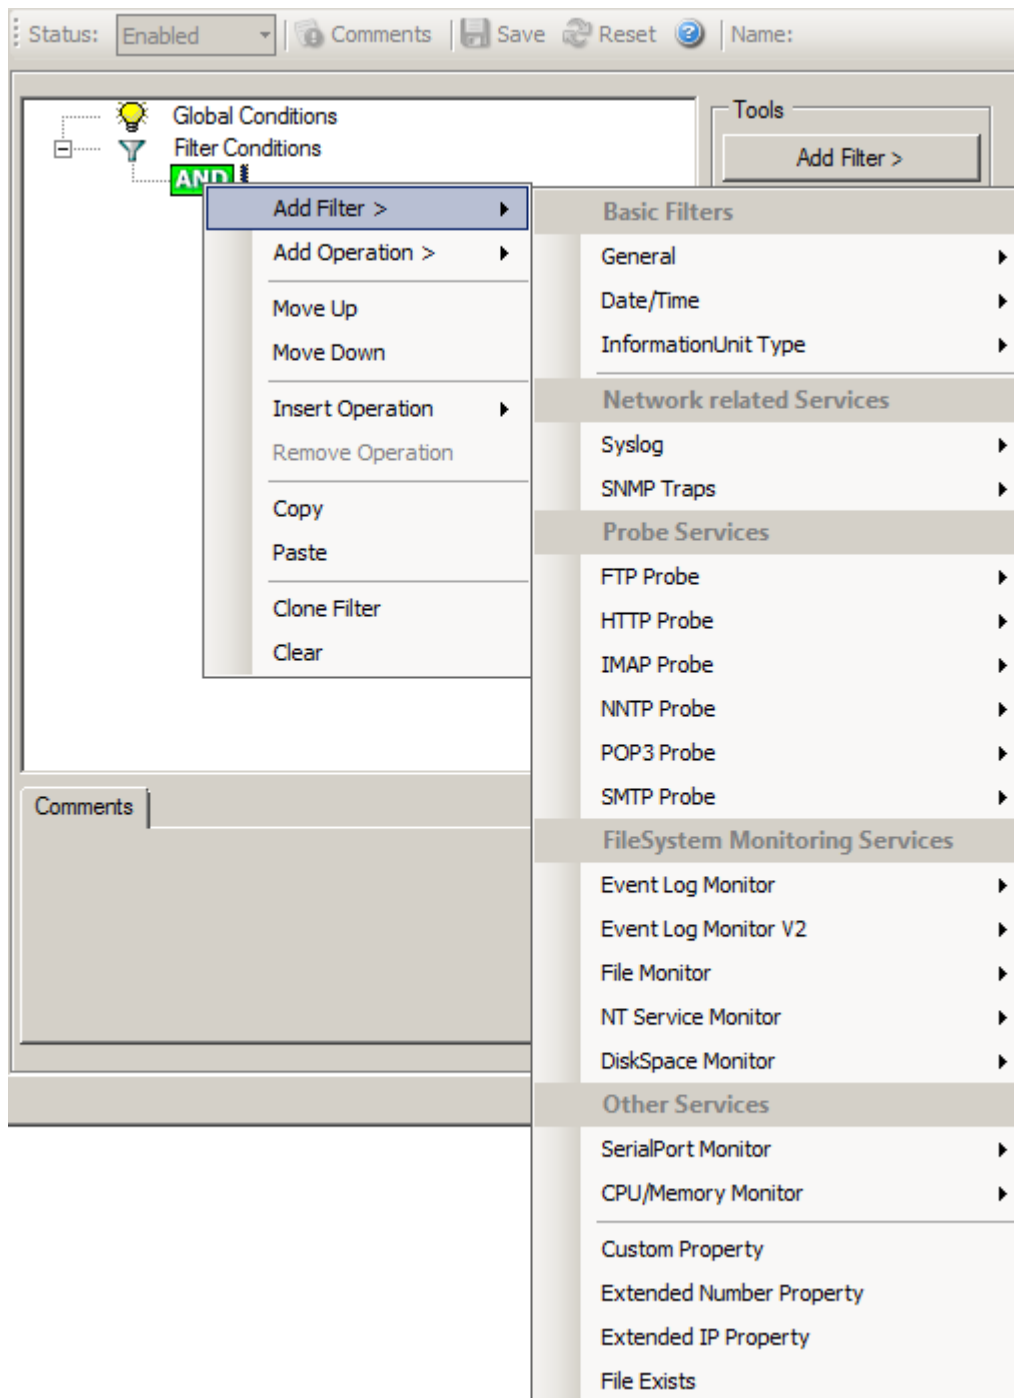 Status: Enabled Comments Save Reset Name:
Global Conditions
Filter Conditions
AND
Tools
Add Filter >
Add Filter >
Add Operation >
Move Up
Move Down
Insert Operation
Remove Operation
Copy
Paste
Clone Filter
Clear
Basic Filters
General
Date/Time
InformationUnit Type
Network related Services
Syslog
SNMP Traps
Probe Services
FTP Probe
HTTP Probe
IMAP Probe
NNTP Probe
POP3 Probe
SMTP Probe
FileSystem Monitoring Services
Event Log Monitor
Event Log Monitor V2
File Monitor
NT Service Monitor
DiskSpace Monitor
Other Services
SerialPort Monitor
CPU/Memory Monitor
Custom Property
Extended Number Property
Extended IP Property
File Exists
Comments